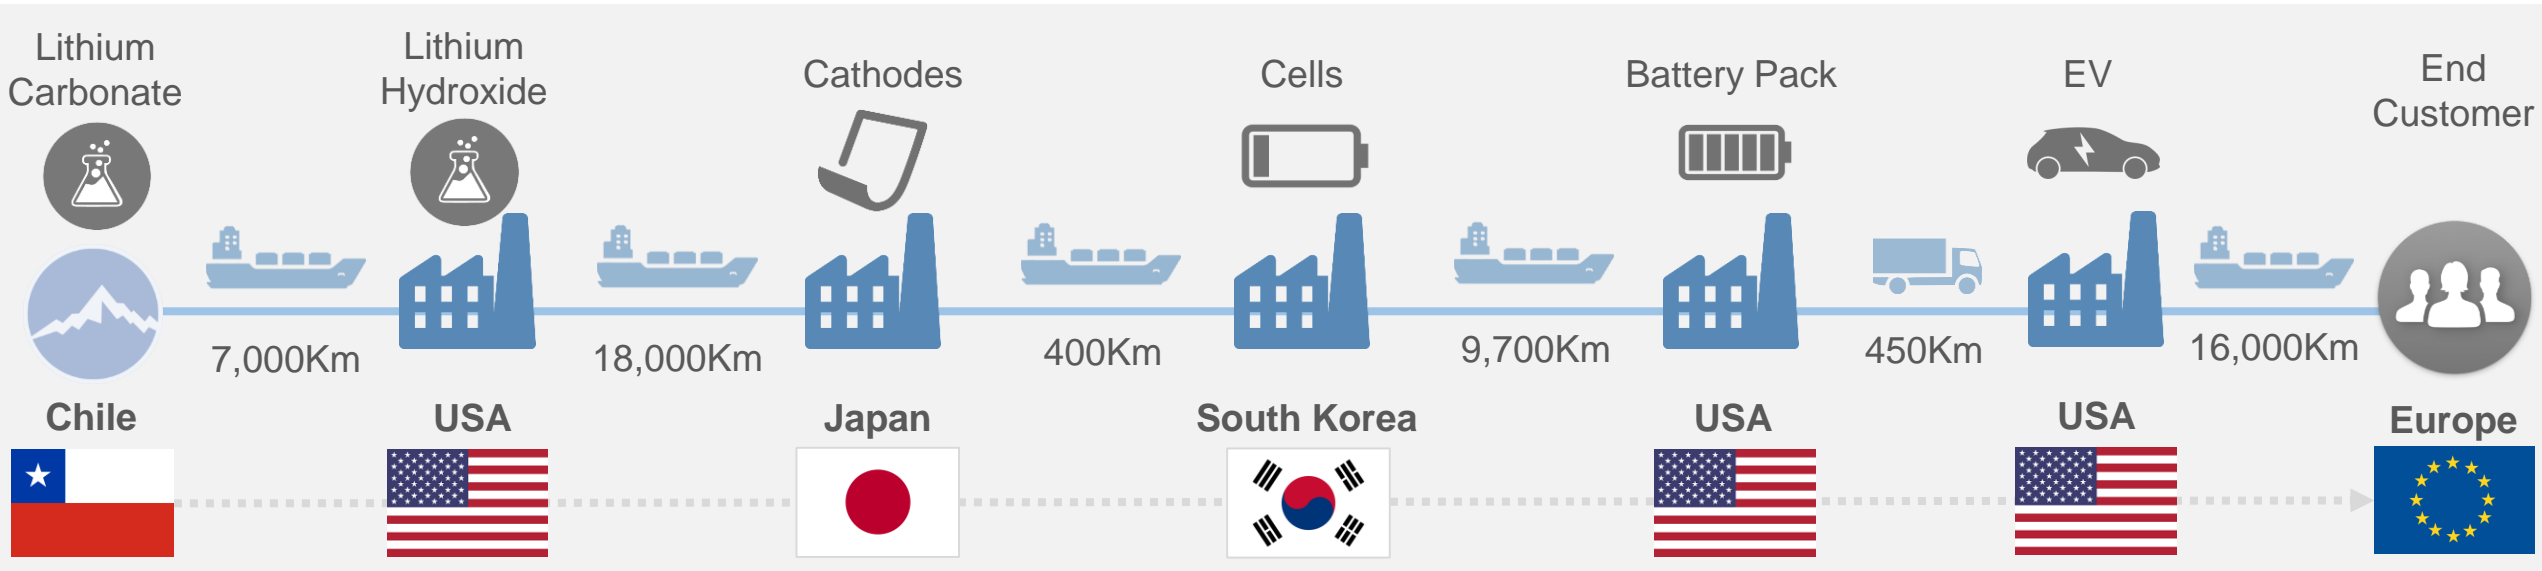 Lithium
Carbonate
Lithium
Hydroxide
Cathodes
Cells
Battery Pack
EV
End
Customer
7,000Km
18,000Km
400Km
9,700Km
450Km
16,000Km
Chile
USA
Japan
South Korea
USA
USA
Europe